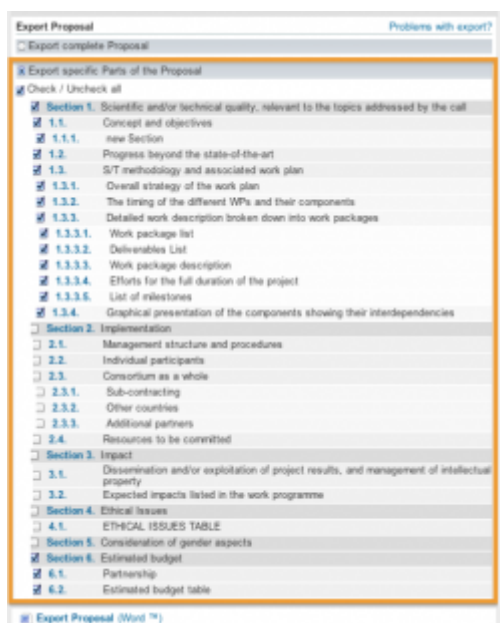 Export Proposal Problems with export?
Export complete Proposal
Export specific Parts of the Proposal
Check / Uncheck all
Section 1. Scientific and/or technical quality, relevant to the topics addressed by the call
1.1. Concept and objectives
1.1.1. new Section
1.2. Progress beyond the state-of-the-art
1.3. S/T methodology and associated work plan
1.3.1. Overall strategy of the work plan
1.3.2. The timing of the different WPs and their components
1.3.3. Detailed work description broken down into work packages
1.3.3.1. Work package list
1.3.3.2. Deliverables List
1.3.3.3. Work package description
1.3.3.4. Efforts for the full duration of the project
1.3.3.5. List of milestones
1.3.4. Graphical presentation of the components showing their interdependencies
Section 2. Implementation
2.1. Management structure and procedures
2.2. Individual participants
2.3. Consortium as a whole
2.3.1. Sub-contracting
2.3.2. Other countries
2.3.3. Additional partners
2.4. Resources to be committed
Section 3. Impact
3.1. Dissemination and/or exploitation of project results, and management of intellectual
property
3.2. Expected impacts listed in the work programme
Section 4. Ethical Issues
4.1. ETHICAL ISSUES TABLE
Section 5. Consideration of gender aspects
Section 6. Estimated budget
6.1. Partnership
6.2. Estimated budget table
Export Proposal (Word ™)